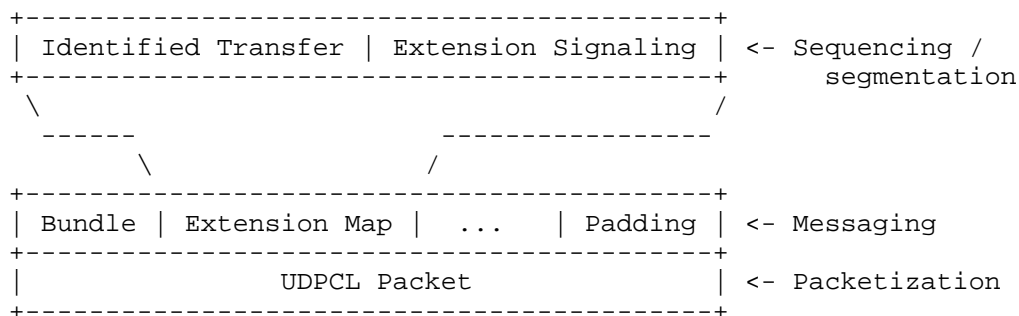 +--------------------------------------------+
| Identified Transfer | Extension Signaling | <- Sequencing /
+--------------------------------------------+ segmentation
\ /
------ -----------------
\ /
+--------------------------------------------+
| Bundle | Extension Map | ... | Padding | <- Messaging
+--------------------------------------------+
| UDPCL Packet | <- Packetization
+--------------------------------------------+